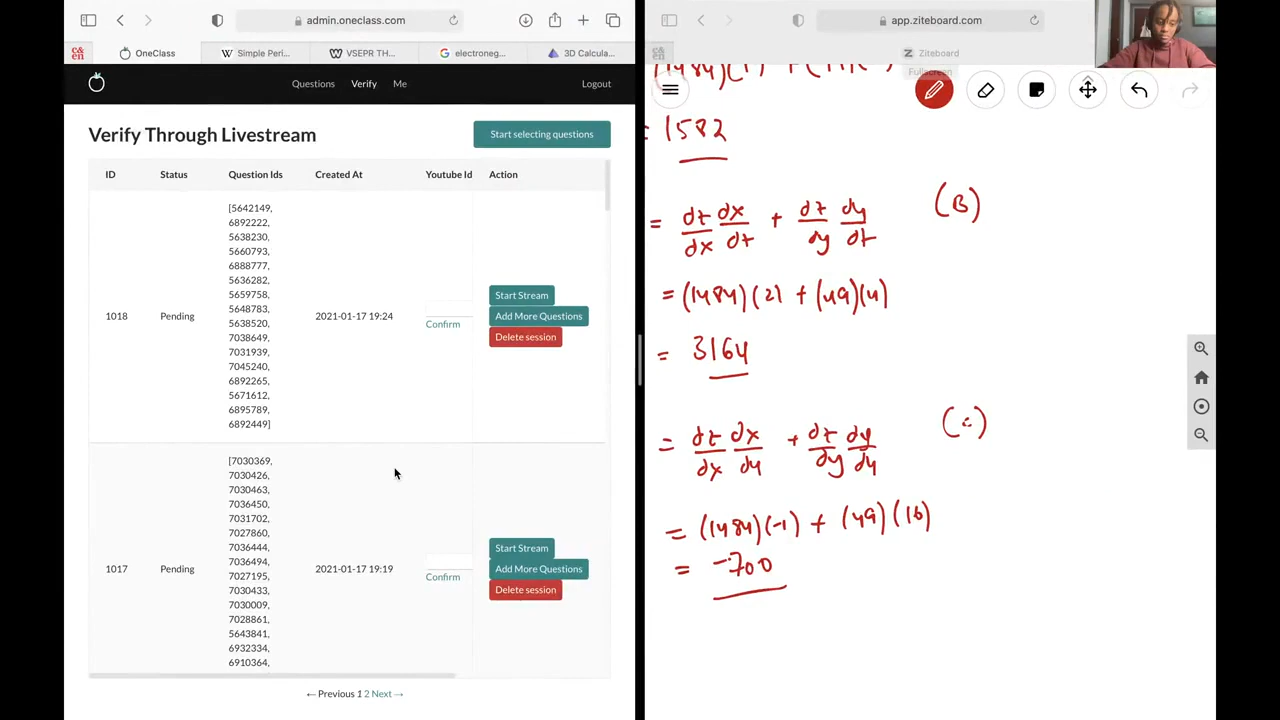 admin.oneclass.com
OneClass
Simple Peri...
VSEPR TH...
electroneg...
3D Calcula...
Questions
Verify
Me
Logout
Verify Through Livestream
Start selecting questions
ID Status Question Ids Created At Youtube Id Action
[5642149,
6892222,
5638230,
5660793,
6888777,
5636282,
5659758,
5648783,
5638520,
7038649,
7031939,
7045240,
6892265,
5671612,
6895789,
6892449]
1018 Pending 2021-01-17 19:24
Confirm
Start Stream
Add More Questions
Delete session
[7030369,
7030426,
7030463,
7036450,
7031702,
7027860,
7036444,
7036494,
7027195,
7030433,
7030009,
7028861,
5643841,
6932334,
6910364,
1017 Pending 2021-01-17 19:19
Confirm
Start Stream
Add More Questions
Delete session
← Previous 1 2 Next →
app.ziteboard.com
Ziteboard
Fullscreen
= 1582
= dz/dx dx/dt + dz/dy dy/dt (B)
= (1484)(2) + (49)(4)
= 3164
= dz/dx dx/du + dz/dy dy/du (C)
= (1484)(-1) + (49)(16)
= -700